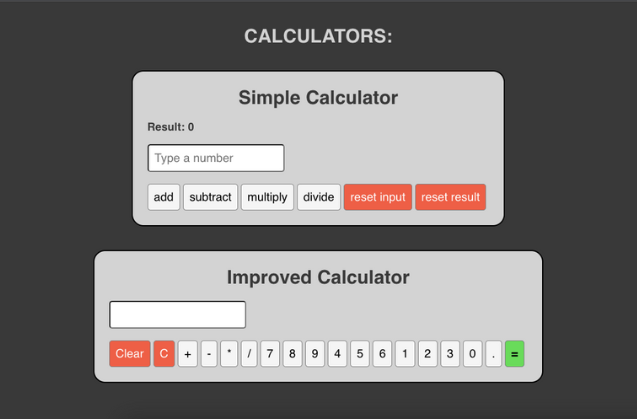 CALCULATORS:
Simple Calculator
Result: 0
Type a number
add subtract multiply divide reset input reset result
Improved Calculator
Clear C + - * / 7 8 9 4 5 6 1 2 3 0 . =